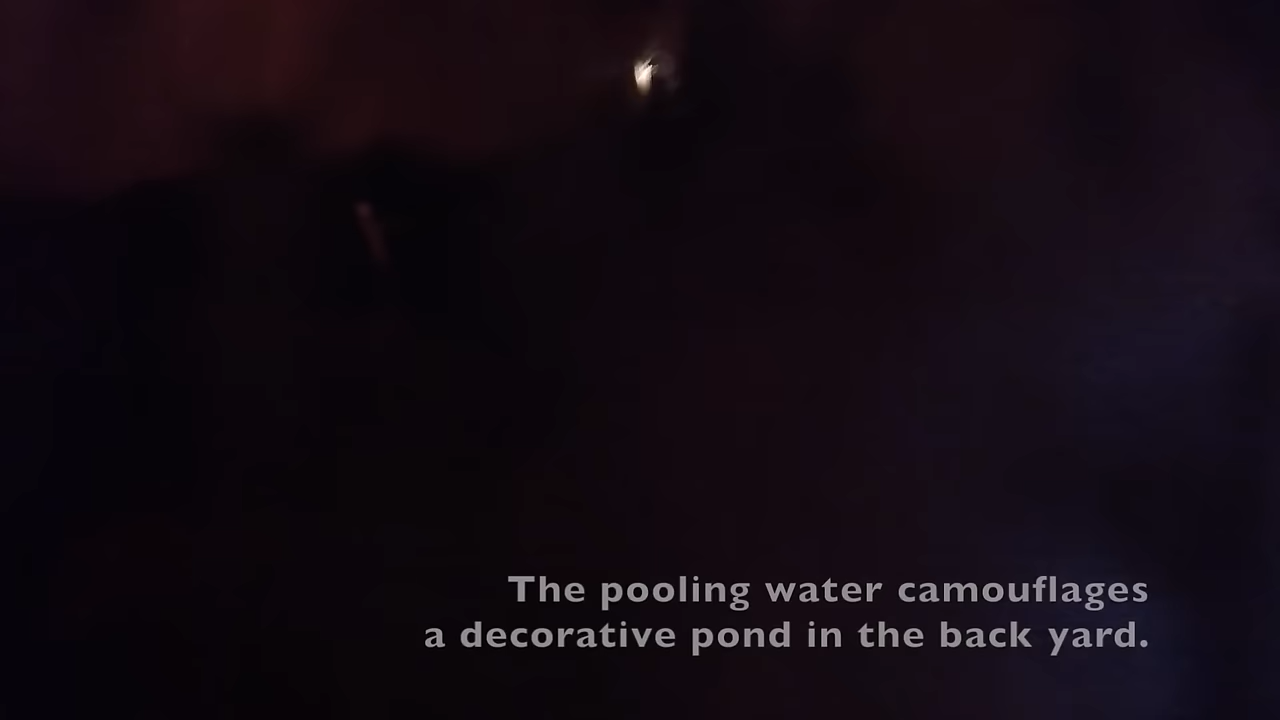 The pooling water camouflages
a decorative pond in the back yard.